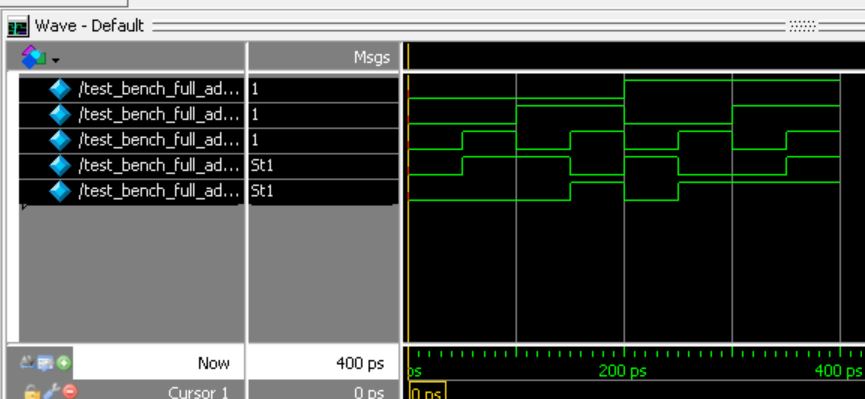 Wave - Default
Msgs
/test_bench_full_ad... 1
/test_bench_full_ad... 1
/test_bench_full_ad... 1
/test_bench_full_ad... St1
/test_bench_full_ad... St1
Now 400 ps ps 200 ps 400 ps
Cursor 1 0 ps 0 ps